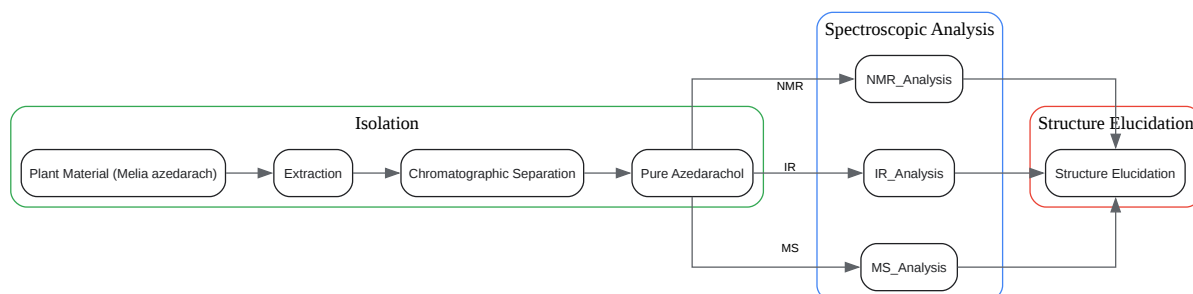 Spectroscopic Analysis
NMR_Analysis
NMR
Isolation
Structure Elucidation
Plant Material (Melia azedarach)
Extraction
Chromatographic Separation
Pure Azedarachol
IR
IR_Analysis
Structure Elucidation
MS
MS_Analysis